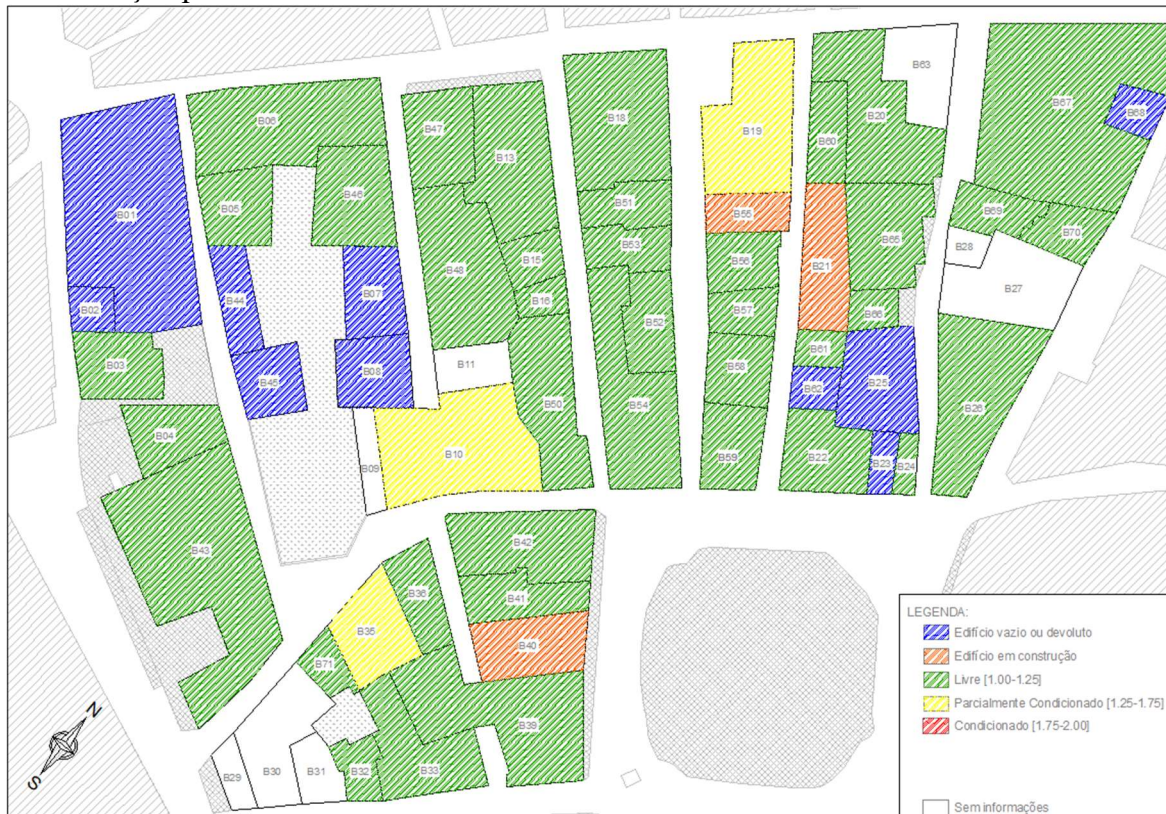 B63
B67
B68
B06
B47
B13
B18
B19
B60
B20
B01
B05
B46
B51
B55
B69
B70
B28
B53
B56
B65
B21
B49
B15
B16
B27
B02
B44
B07
B52
B57
B66
B61
B03
B45
B08
B11
B58
B62
B25
B26
B50
B54
B04
B09
B10
B59
B22
B23
B24
B43
B42
B36
B41
B35
B40
B71
B39
B29
B30
B31
B32
B33
N
S
LEGENDA:
Edifício vazio ou devoluto
Edifício em construção
Livre [1.00-1.25]
Parcialmente Condicionado [1.25-1.75]
Condicionado [1.75-2.00]
Sem informações